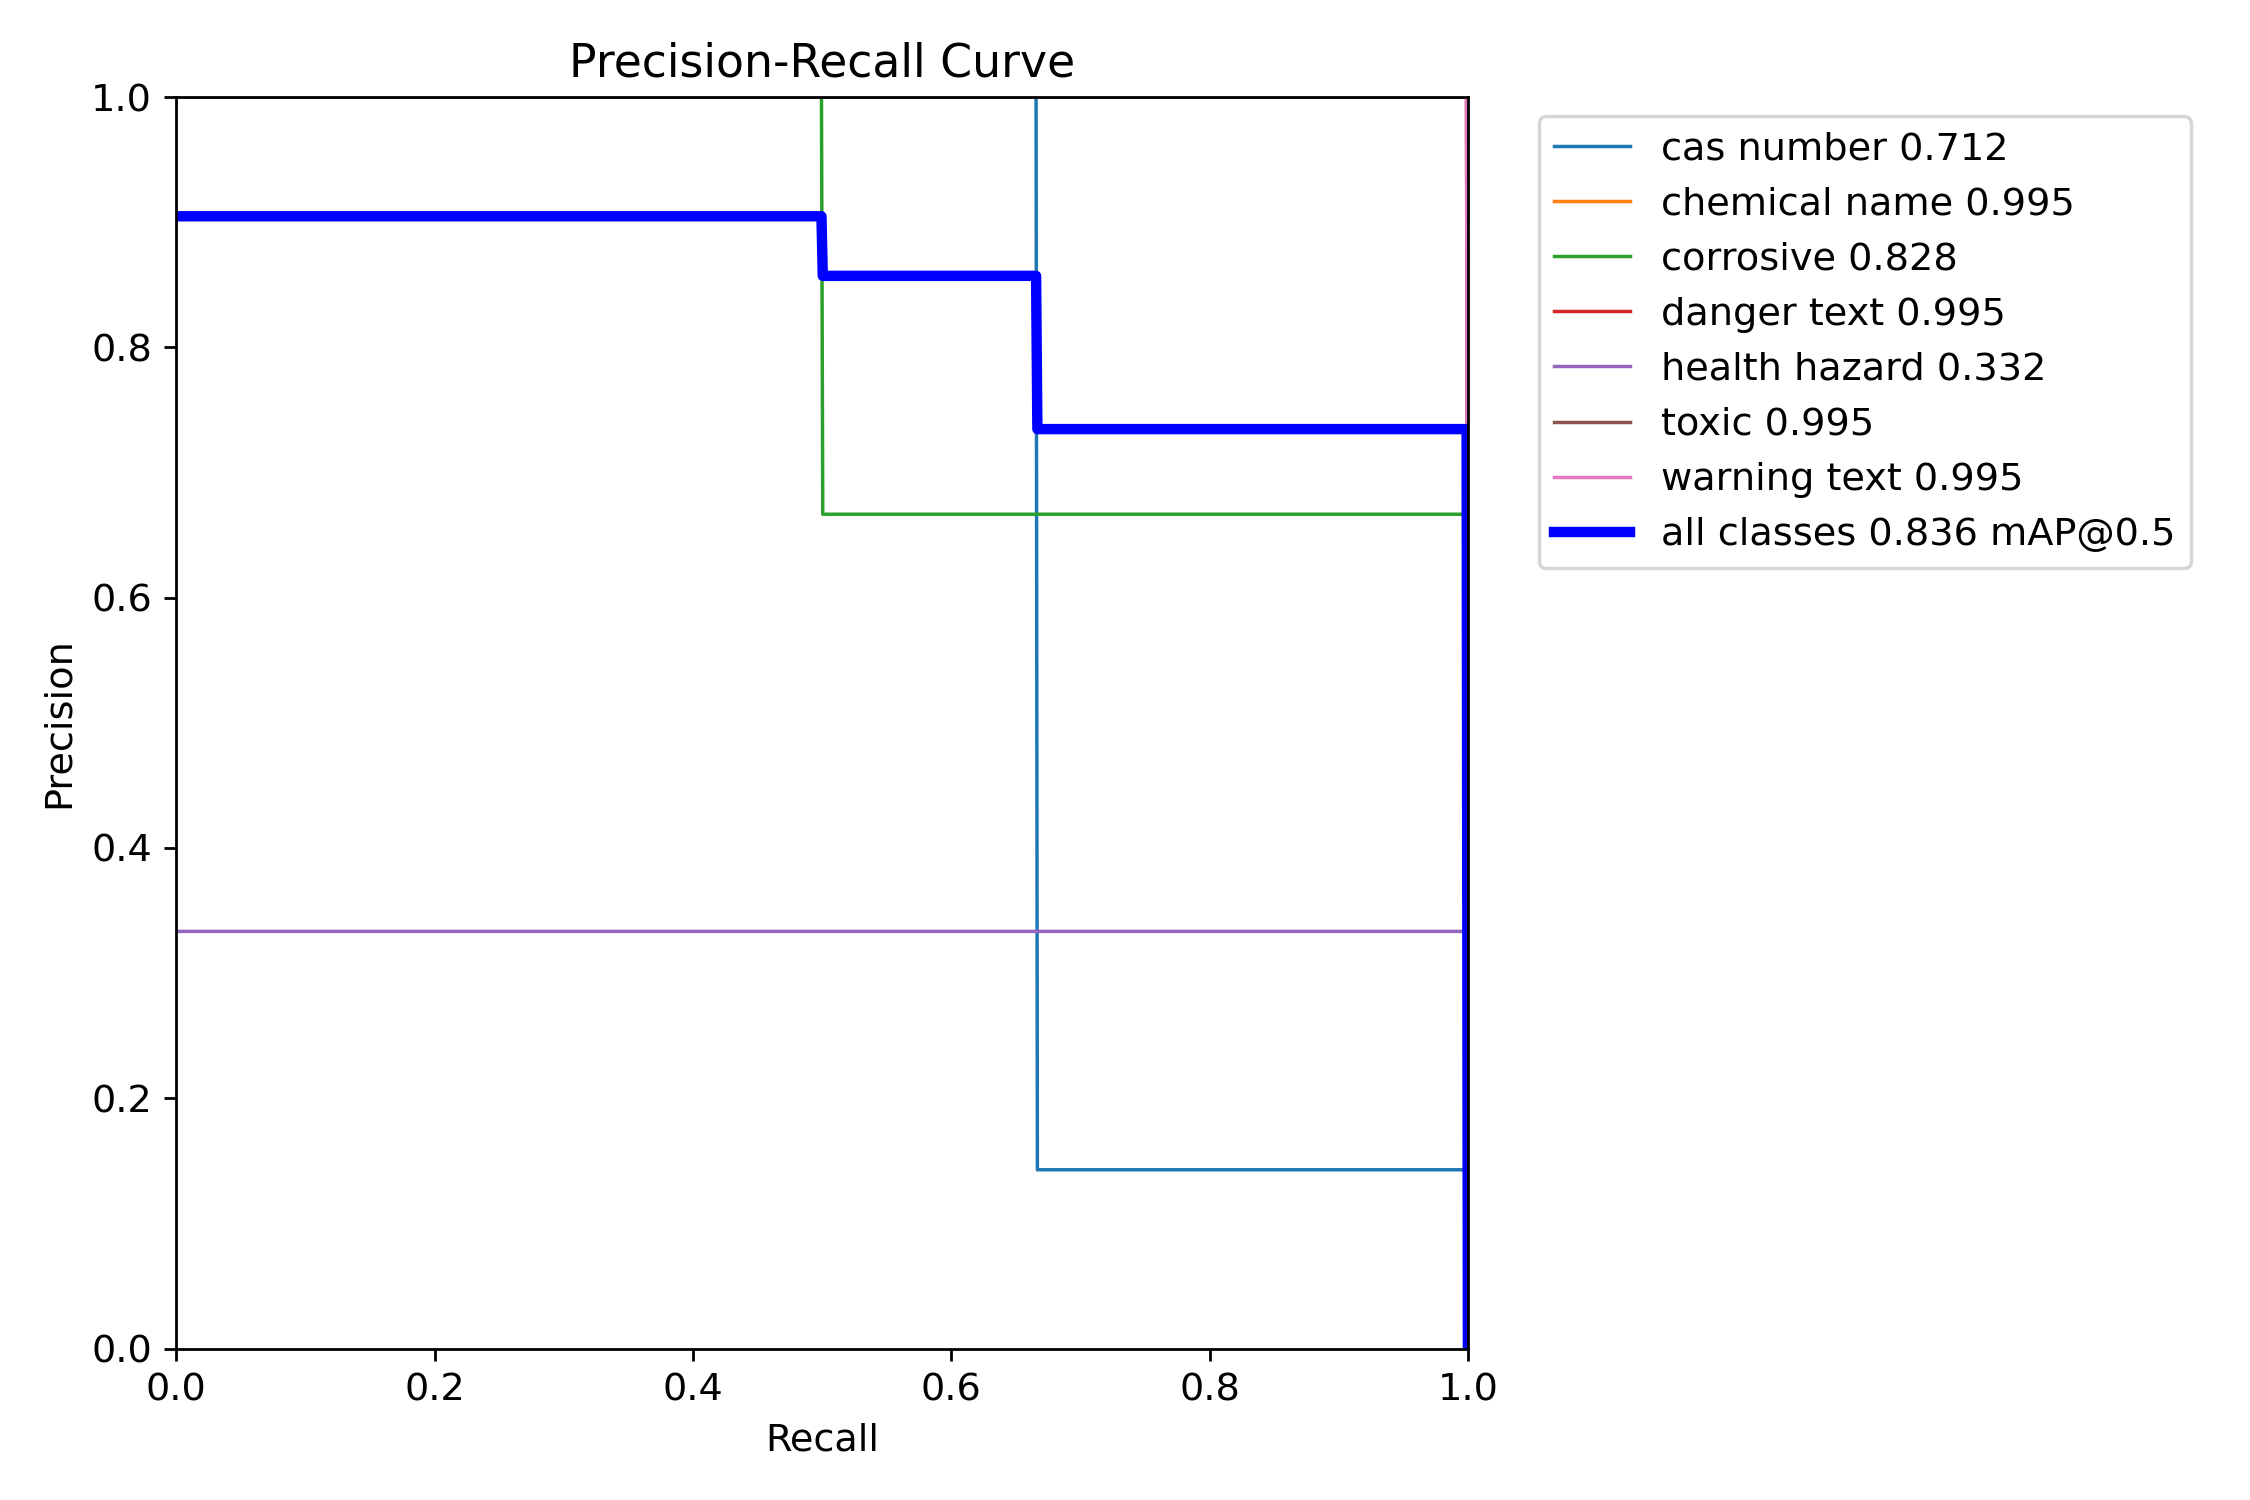 Precision-Recall Curve
1.0
0.8
0.6
0.4
0.2
0.0
Precision
0.0 0.2 0.4 0.6 0.8 1.0
Recall
cas number 0.712
chemical name 0.995
corrosive 0.828
danger text 0.995
health hazard 0.332
toxic 0.995
warning text 0.995
all classes 0.836 mAP@0.5